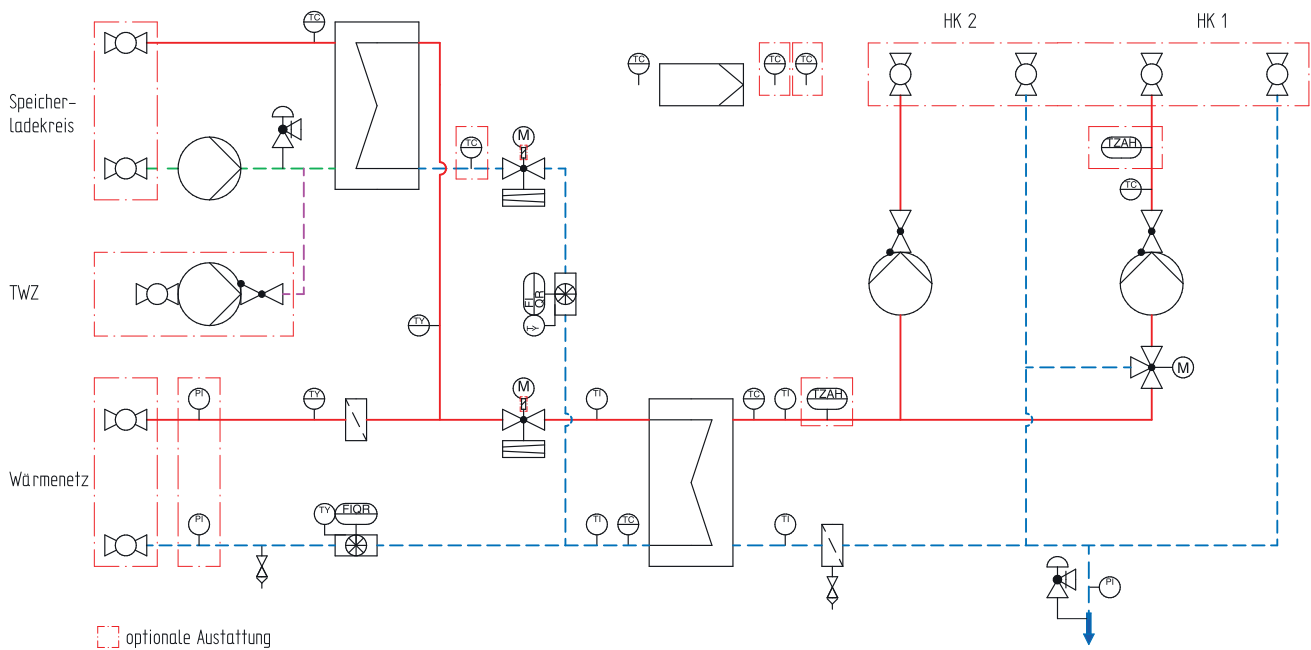 HK 2
HK 1
TC
TC
TC
TC
Speicher-
ladekreis
M
TC
TZAH
TC
TWZ
FI
QR
TY
TY
M
M
PI
TY
TI
TC
TI
TZAH
Wärmenetz
PI
TY
FIQR
TI
TC
TI
PI
optionale Austattung